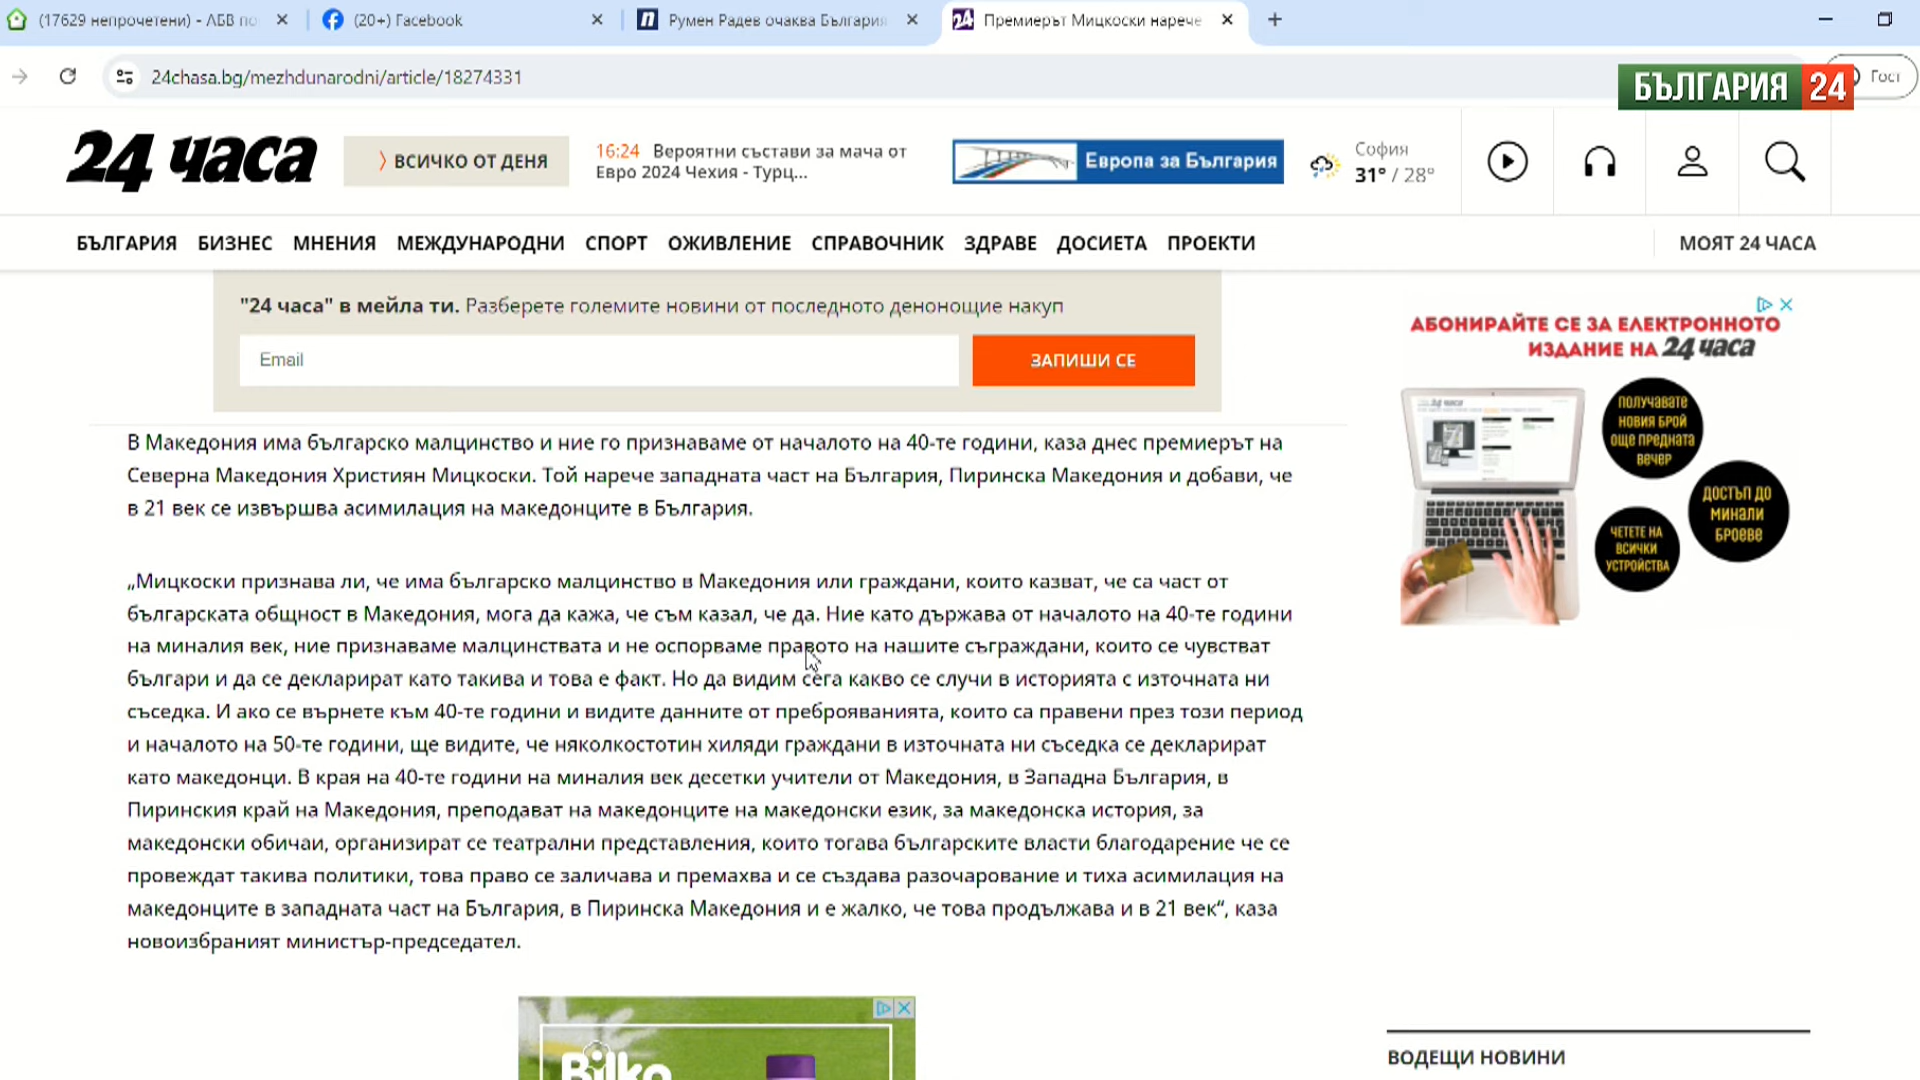 (17629 непрочетени) - АБВ по
(20+) Facebook
Румен Радев очаква България
Премиерът Мицкоски нарече
24chasa.bg/mezhdunarodni/article/18274331
Гост
БЪЛГАРИЯ 24
24 часа
ВСИЧКО ОТ ДЕНЯ
16:24 Вероятни състави за мача от
Евро 2024 Чехия - Турц...
Европа за България
София
31° / 28°
БЪЛГАРИЯ БИЗНЕС МНЕНИЯ МЕЖДУНАРОДНИ СПОРТ ОЖИВЛЕНИЕ СПРАВОЧНИК ЗДРАВЕ ДОСИЕТА ПРОЕКТИ
МОЯТ 24 ЧАСА
"24 часа" в мейла ти. Разберете големите новини от последното денонощие накуп
Email
ЗАПИШИ СЕ
В Македония има българско малцинство и ние го признаваме от началото на 40-те години, каза днес премиерът на
Северна Македония Християн Мицкоски. Той нарече западната част на България, Пиринска Македония и добави, че
в 21 век се извършва асимилация на македонците в България.
„Мицкоски признава ли, че има българско малцинство в Македония или граждани, които казват, че са част от
българската общност в Македония, мога да кажа, че съм казал, че да. Ние като държава от началото на 40-те години
на миналия век, ние признаваме малцинствата и не оспорваме правото на нашите съграждани, които се чувстват
българи и да се декларират като такива и това е факт. Но да видим сега какво се случи в историята с източната ни
съседка. И ако се върнете към 40-те години и видите данните от преброяванията, които са правени през този период
и началото на 50-те години, ще видите, че няколкостотин хиляди граждани в източната ни съседка се декларират
като македонци. В края на 40-те години на миналия век десетки учители от Македония, в Западна България, в
Пиринския край на Македония, преподават на македонците на македонски език, за македонска история, за
македонски обичаи, организират се театрални представления, които тогава българските власти благодарение че се
провеждат такива политики, това право се заличава и премахва и се създава разочарование и тиха асимилация на
македонците в западната част на България, в Пиринска Македония и е жалко, че това продължава и в 21 век“, каза
новоизбраният министър-председател.
АБОНИРАЙТЕ СЕ ЗА ЕЛЕКТРОННОТО
ИЗДАНИЕ НА 24 часа
ПОЛУЧАВАТЕ
НОВИЯ БРОЙ
ОЩЕ ПРЕДНАТА
ВЕЧЕР
ДОСТЪП ДО
МИНАЛИ
БРОЕВЕ
ЧЕТЕТЕ НА
ВСИЧКИ
УСТРОЙСТВА
Bilka
ВОДЕЩИ НОВИНИ